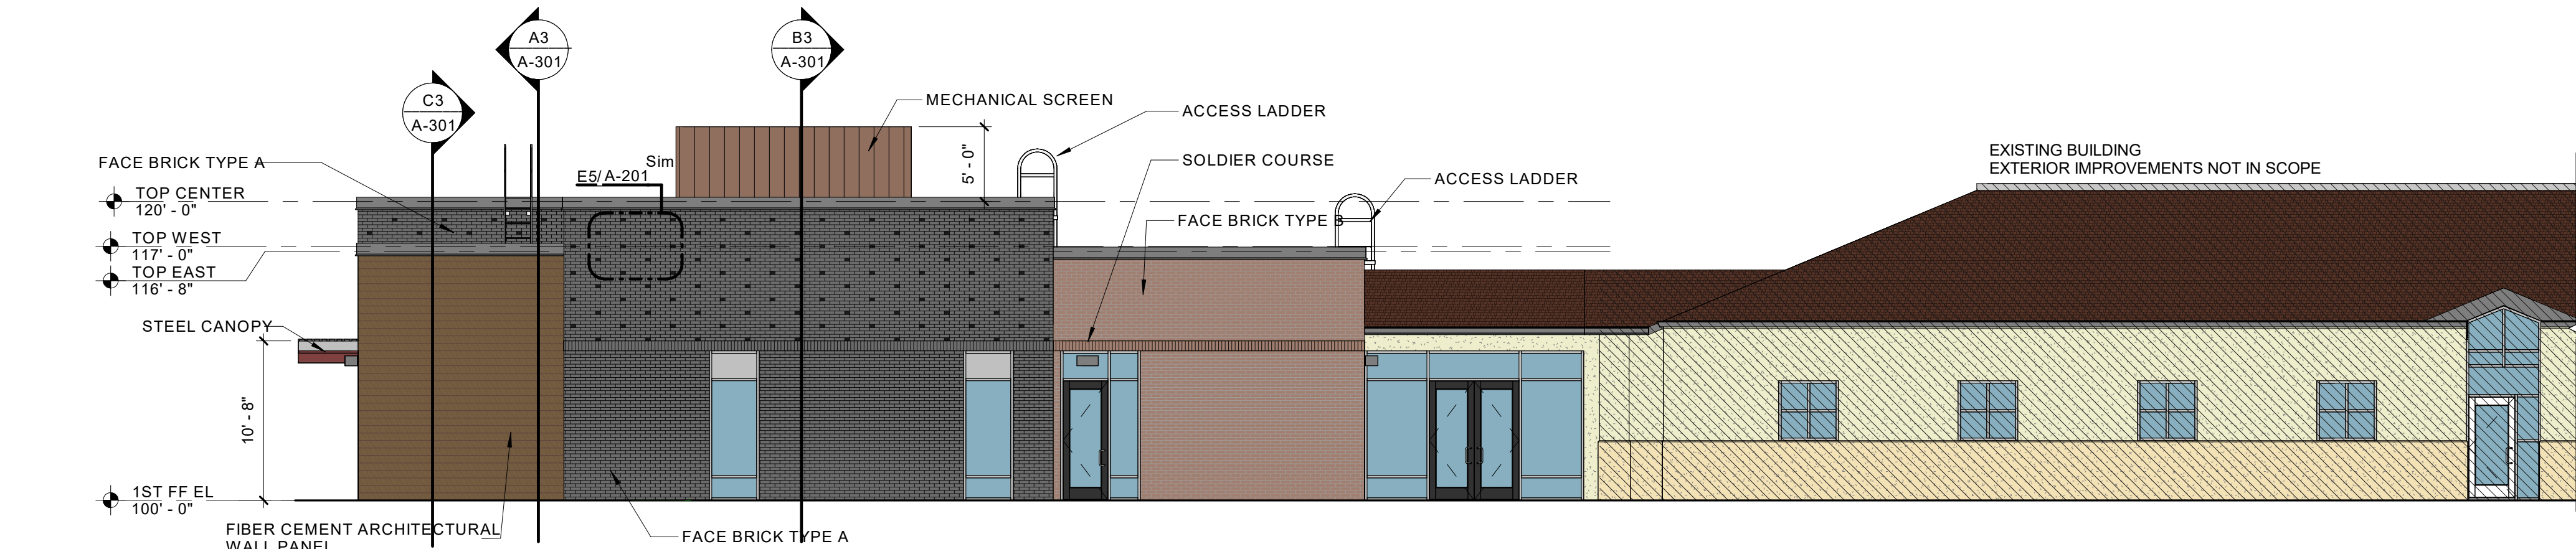 A3
A-301
B3
A-301
C3
A-301
MECHANICAL SCREEN
ACCESS LADDER
5' - 0"
SOLDIER COURSE
EXISTING BUILDING
EXTERIOR IMPROVEMENTS NOT IN SCOPE
FACE BRICK TYPE A
Sim
E5/ A-201
ACCESS LADDER
TOP CENTER
120' - 0"
FACE BRICK TYPE B
TOP WEST
117' - 0"
TOP EAST
116' - 8"
STEEL CANOPY
10' - 8"
1ST FF EL
100' - 0"
FIBER CEMENT ARCHITECTURAL
WALL PANEL
FACE BRICK TYPE A